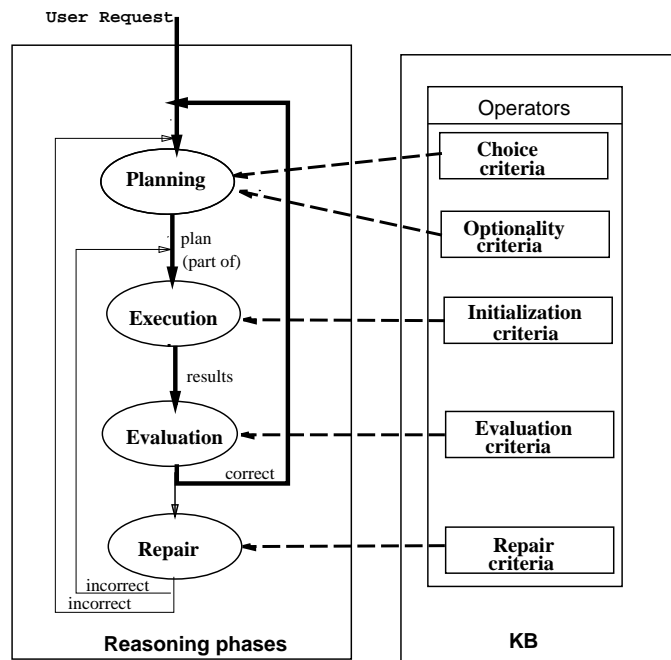 User Request
Planning
plan
(part of)
Execution
results
Evaluation
correct
Repair
incorrect
incorrect
Reasoning phases
Operators
Choice
criteria
Optionality
criteria
Initialization
criteria
Evaluation
criteria
Repair
criteria
KB